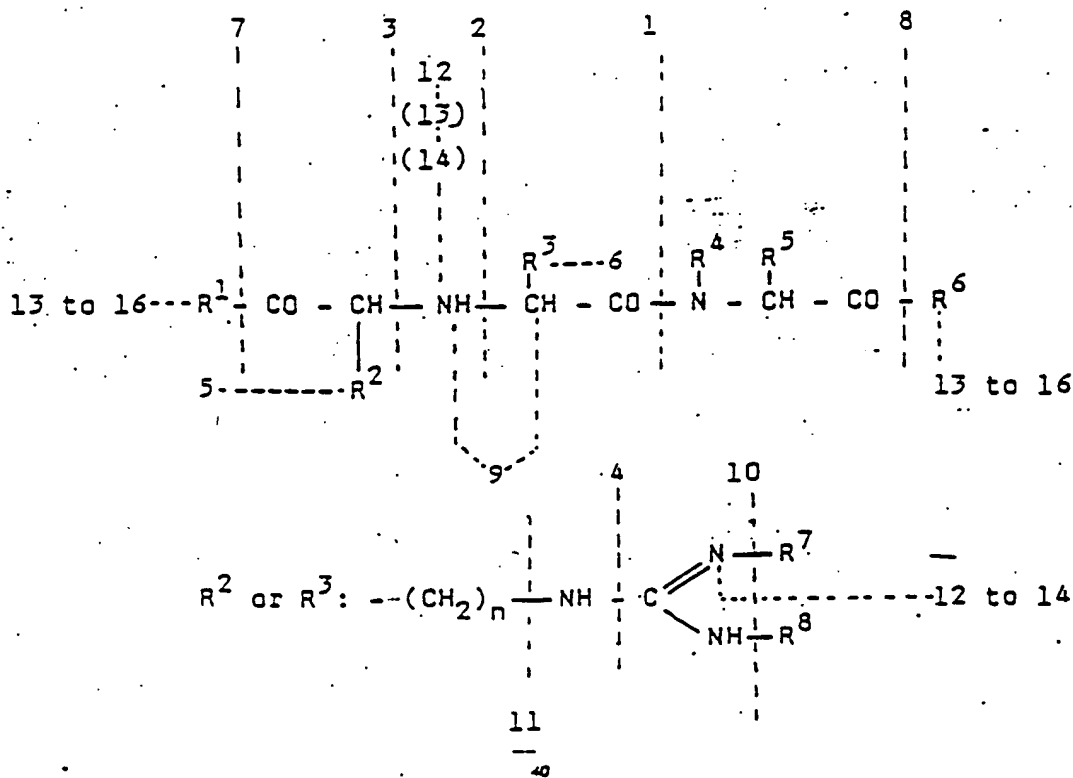 7 3 2 1 8
12
(13)
(14)
R³----6 R⁴ R⁵
13 to 16---R¹ - CO - CH - NH - CH - CO - N - CH - CO - R⁶
5--------R² 13 to 16
9 4 10
N - R⁷
R² or R³: --(CH₂)ₙ - NH - C 12 to 14
NH - R⁸
11
40